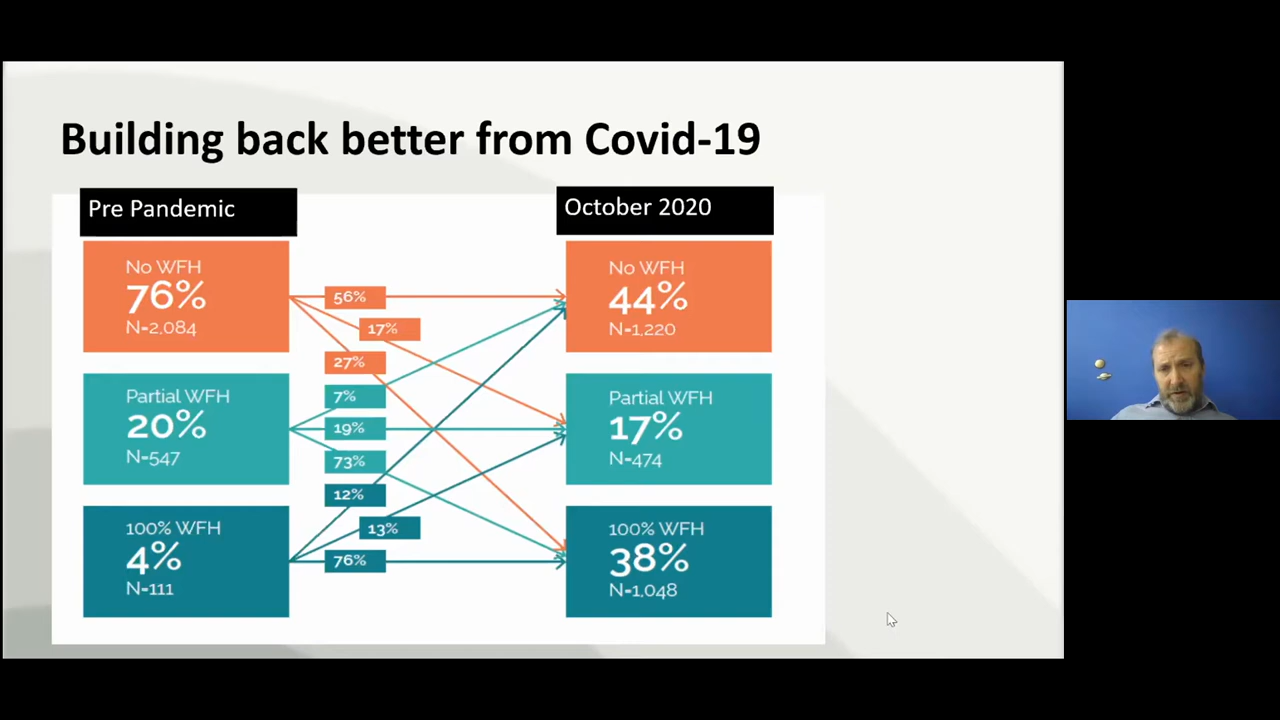 Building back better from Covid-19
Pre Pandemic
October 2020
No WFH
76%
N=2,084
Partial WFH
20%
N=547
100% WFH
4%
N=111
56%
17%
27%
7%
19%
73%
12%
13%
76%
No WFH
44%
N=1,220
Partial WFH
17%
N=474
100% WFH
38%
N=1,048